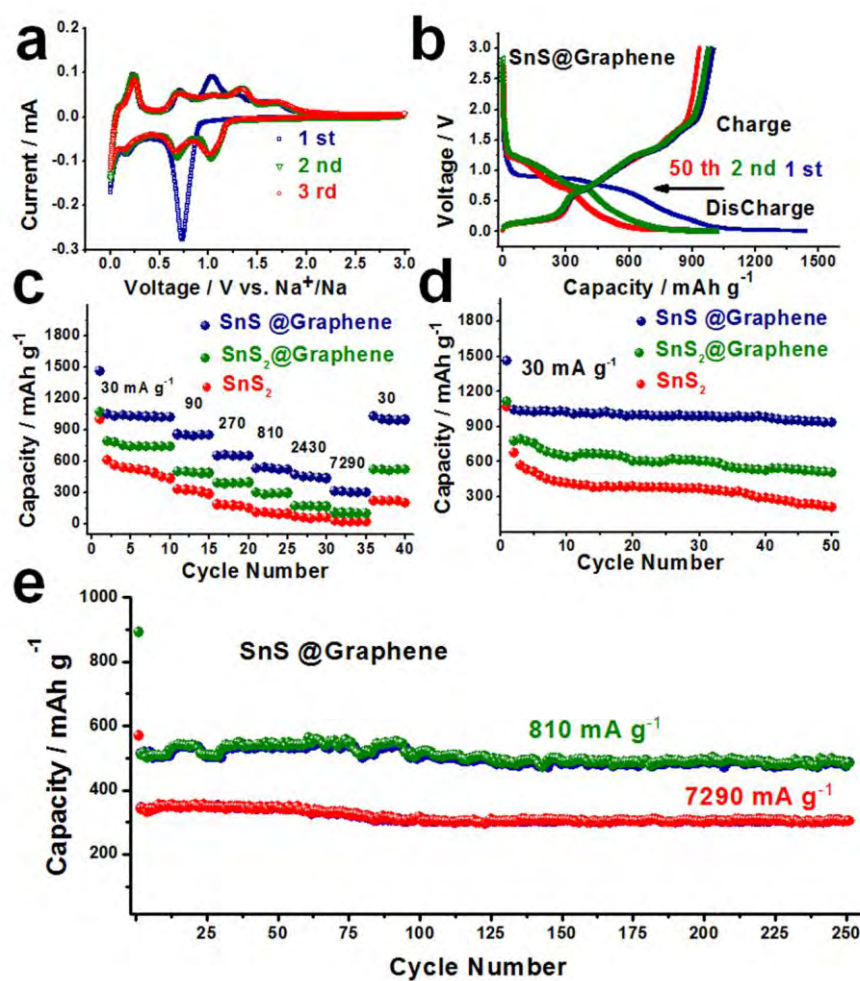 a
0.2
0.1
0.0
-0.1
-0.2
-0.3
Current / mA
1 st
2 nd
3 rd
0.0 0.5 1.0 1.5 2.0 2.5 3.0
Voltage / V vs. Na⁺/Na
b
SnS@Graphene
3.0
2.5
2.0
1.5
1.0
0.5
0.0
Voltage / V
Charge
50 th 2 nd 1 st
DisCharge
0 300 600 900 1200 1500
Capacity / mAh g⁻¹
c
1800
1500
1200
900
600
300
0
Capacity / mAh g⁻¹
SnS @Graphene
SnS₂@Graphene
SnS₂
30 mA g⁻¹
90
270
810
2430
7290
30
0 5 10 15 20 25 30 35 40
Cycle Number
d
1800
1500
1200
900
600
300
Capacity / mAh g⁻¹
SnS @Graphene
SnS₂@Graphene
SnS₂
30 mA g⁻¹
0 10 20 30 40 50
Cycle Number
e
1000
800
600
400
200
Capacity / mAh g⁻¹
SnS @Graphene
810 mA g⁻¹
7290 mA g⁻¹
25 50 75 100 125 150 175 200 225 250
Cycle Number